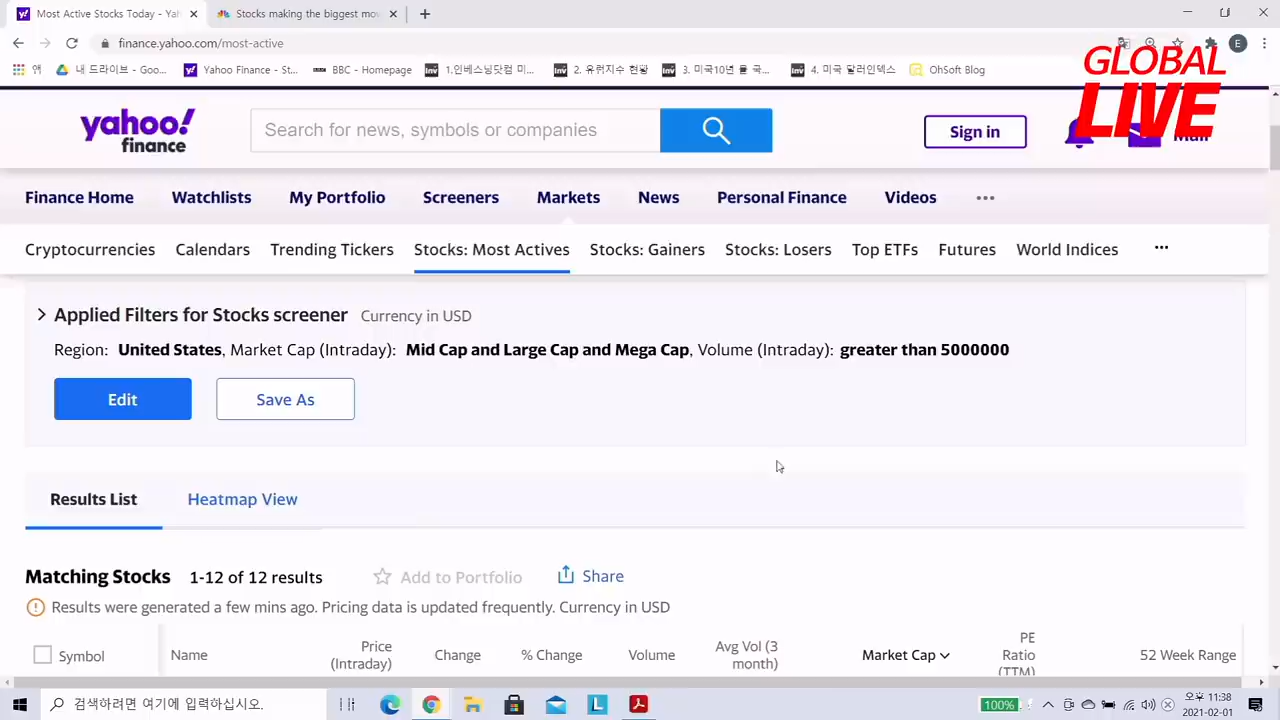 Most Active Stocks Today - Yah
Stocks making the biggest mov
finance.yahoo.com/most-active
E
앱
내 드라이브 - Goo...
Yahoo Finance - St...
BBC - Homepage
1.인베스닝닷컴 미...
2. 유럽지수 현황
3. 미국10년 물 국...
4. 미국 달러인덱스
OhSoft Blog
GLOBAL
LIVE
yahoo!
finance
Search for news, symbols or companies
Sign in
Mail
Finance Home
Watchlists
My Portfolio
Screeners
Markets
News
Personal Finance
Videos
Cryptocurrencies
Calendars
Trending Tickers
Stocks: Most Actives
Stocks: Gainers
Stocks: Losers
Top ETFs
Futures
World Indices
Applied Filters for Stocks screener Currency in USD
Region: United States, Market Cap (Intraday): Mid Cap and Large Cap and Mega Cap, Volume (Intraday): greater than 5000000
Edit
Save As
Results List
Heatmap View
Matching Stocks 1-12 of 12 results
Add to Portfolio
Share
Results were generated a few mins ago. Pricing data is updated frequently. Currency in USD
Symbol
Name
Price
(Intraday)
Change
% Change
Volume
Avg Vol (3
month)
Market Cap
PE
Ratio
(TTM)
52 Week Range
검색하려면 여기에 입력하십시오.
100%
오후 11:38
2021-02-01